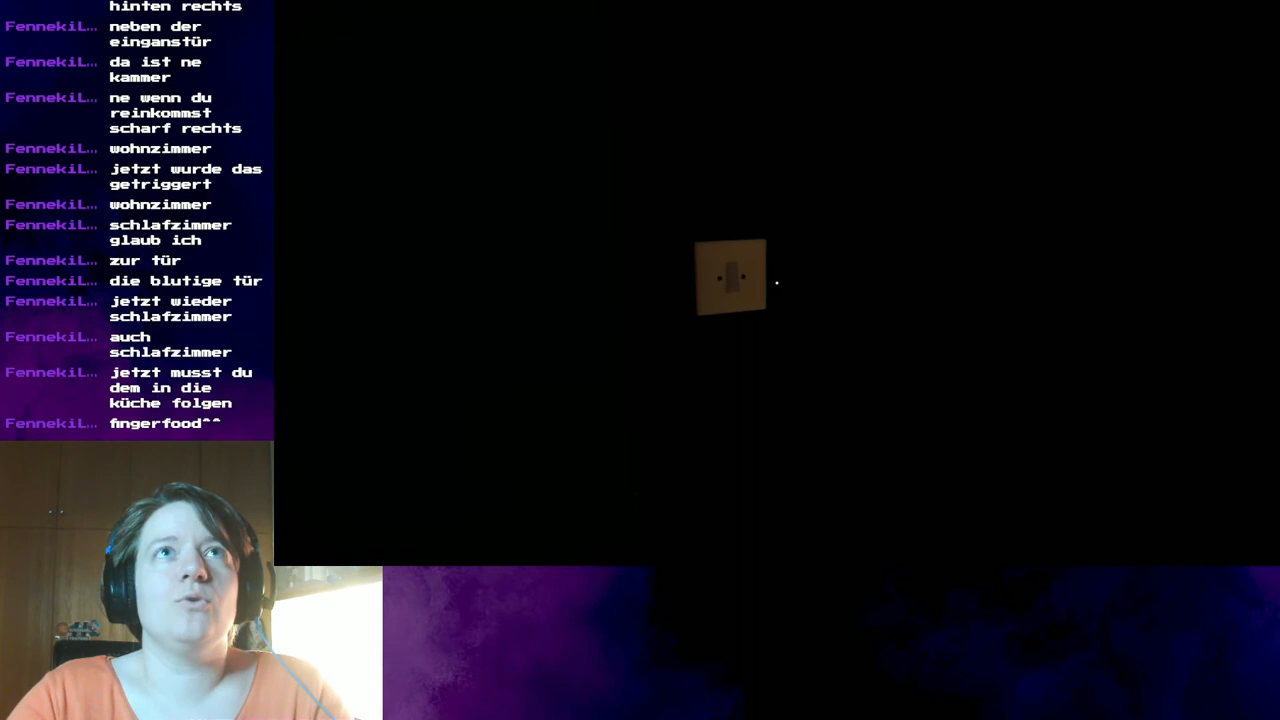 hinten rechts
FennekiL… neben der
einganstür
FennekiL… da ist ne
kammer
FennekiL… ne wenn du
reinkommst
scharf rechts
FennekiL… wohnzimmer
FennekiL… jetzt wurde das
getriggert
FennekiL… wohnzimmer
FennekiL… schlafzimmer
glaub ich
FennekiL… zur tür
FennekiL… die blutige tür
FennekiL… jetzt wieder
schlafzimmer
FennekiL… auch
schlafzimmer
FennekiL… jetzt musst du
dem in die
küche folgen
FennekiL… fingerfood^^